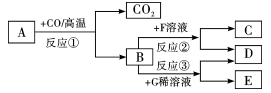 CO₂
A +CO/高温 反应①
+F溶液 C
反应②
B D
反应③
+G稀溶液 E